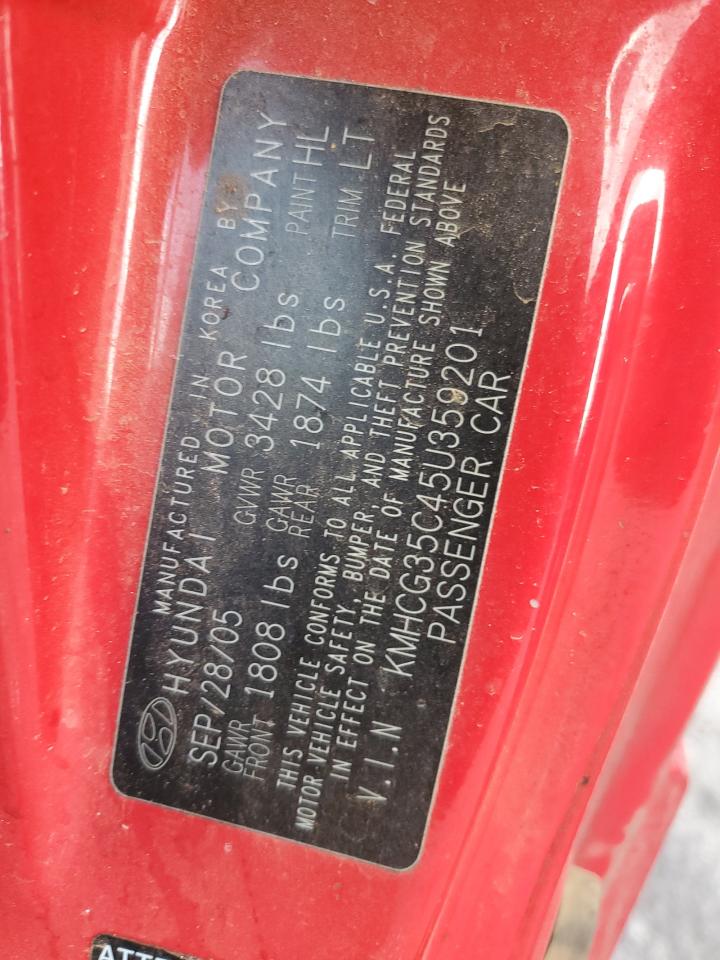 MANUFACTURED IN KOREA BY
HYUNDAI MOTOR COMPANY
SEP/28/05 GVWR 3428 lbs PAINT HL
GAWR FRONT 1808 lbs GAWR REAR 1874 lbs TRIM LT
THIS VEHICLE CONFORMS TO ALL APPLICABLE U.S.A. FEDERAL
MOTOR VEHICLE SAFETY, BUMPER, AND THEFT PREVENTION STANDARDS
IN EFFECT ON THE DATE OF MANUFACTURE SHOWN ABOVE
V.I.N KMHCG35C45U359201
PASSENGER CAR